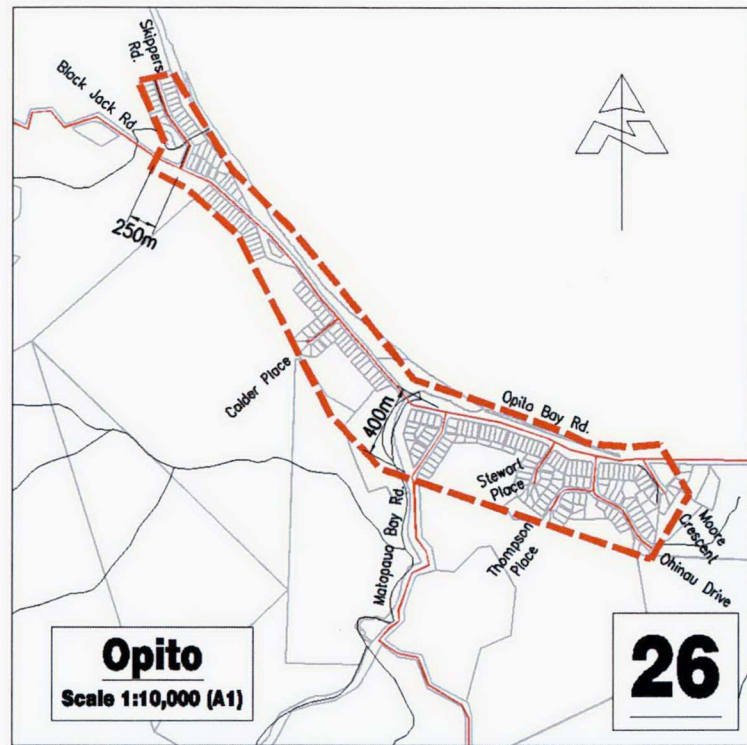 Skippers
Rd.
Black Jack Rd
250m
Calder Place
400m
Opito Bay Rd.
Stewart
Place
Matapaua Bay Rd.
Thompson
Place
Moore
Crescent
Ohinau Drive
Opito
Scale 1:10,000 (A1)
26